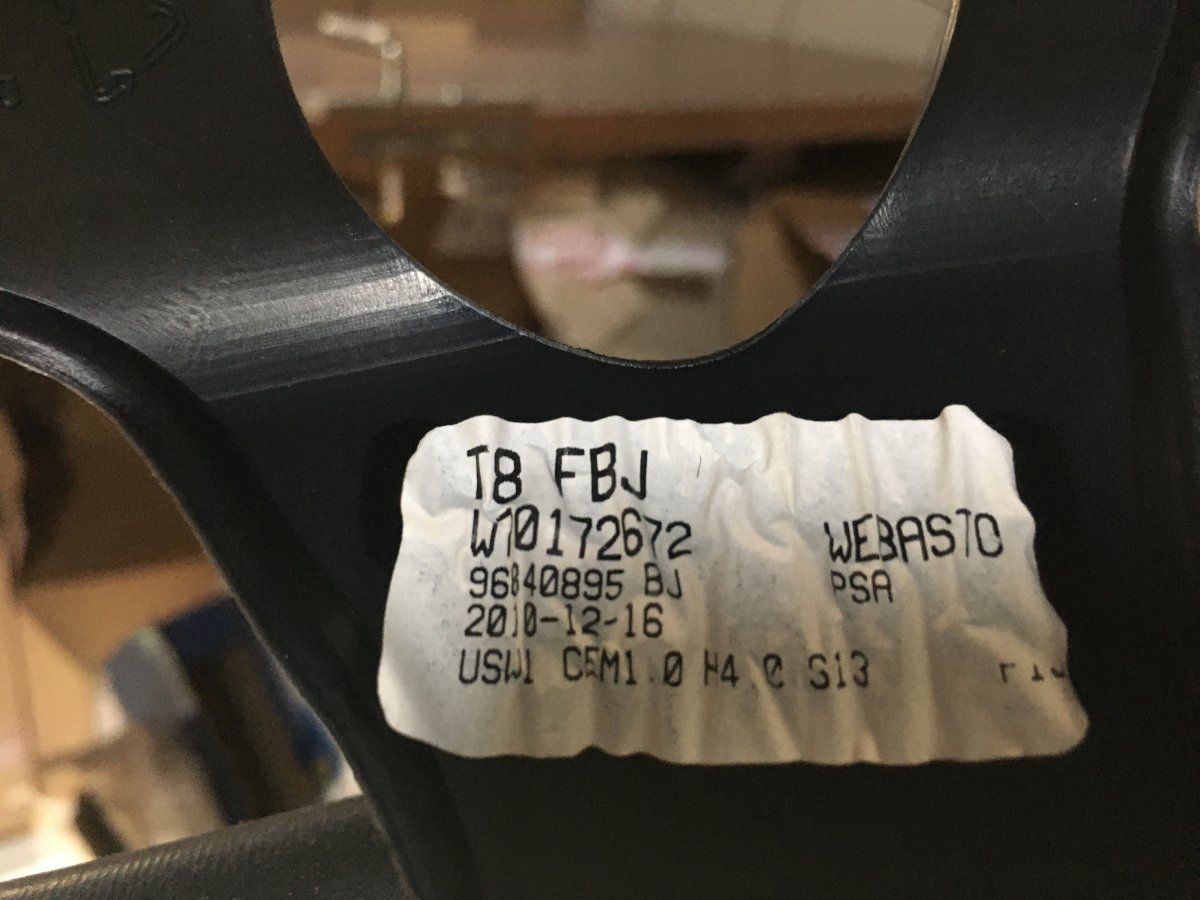 T8 FBJ
W10172672 WEBASTO
96840895 BJ PSA
2010-12-16
USW1 CEM1.0 H4.0 S13